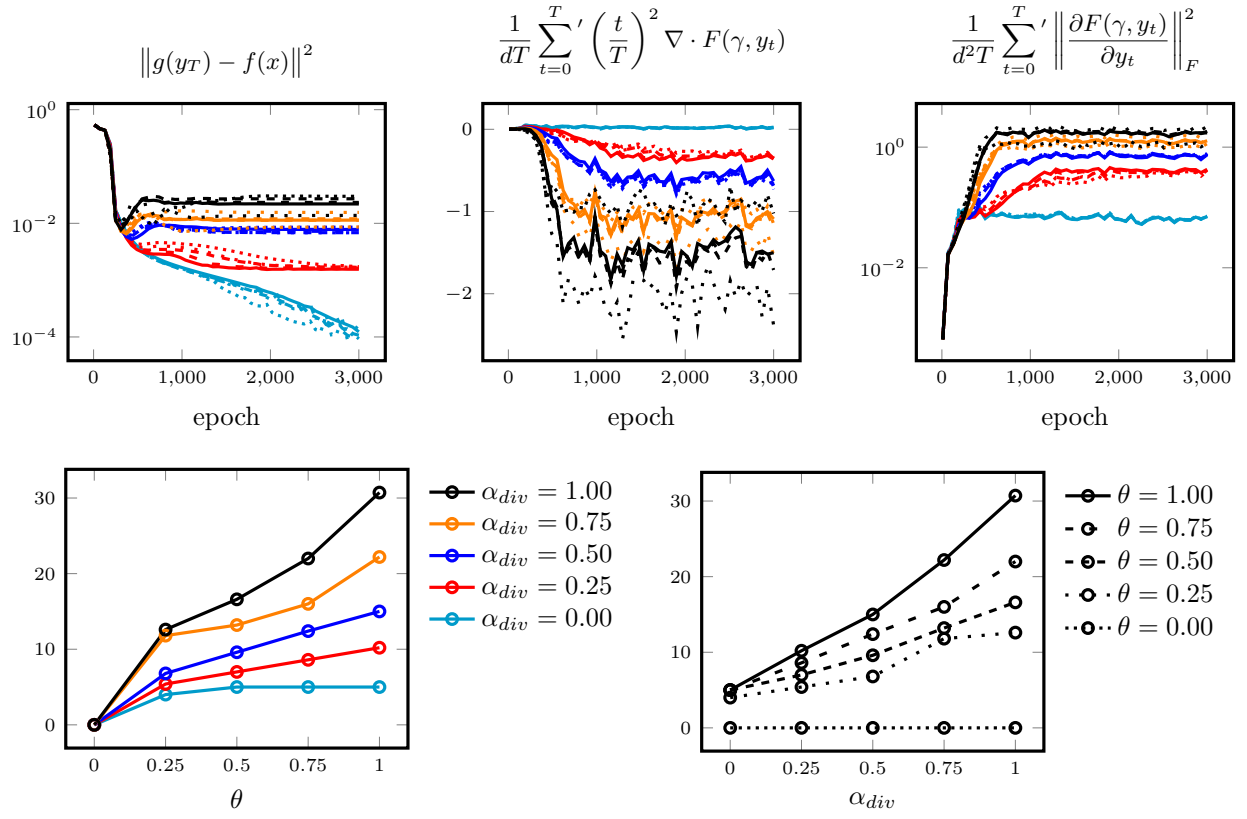 ‖g(y_T) − f(x)‖²
1/(dT) ∑_{t=0}^{T}′ (t/T)² ∇ · F(γ, y_t)
1/(d²T) ∑_{t=0}^{T}′ ‖∂F(γ, y_t)/∂y_t‖²_F
10⁰
10⁻²
10⁻⁴
0 1,000 2,000 3,000
epoch
0
−1
−2
0 1,000 2,000 3,000
epoch
10⁰
10⁻²
0 1,000 2,000 3,000
epoch
30
20
10
0
0 0.25 0.5 0.75 1
θ
α_div = 1.00
α_div = 0.75
α_div = 0.50
α_div = 0.25
α_div = 0.00
30
20
10
0
0 0.25 0.5 0.75 1
α_div
θ = 1.00
θ = 0.75
θ = 0.50
θ = 0.25
θ = 0.00